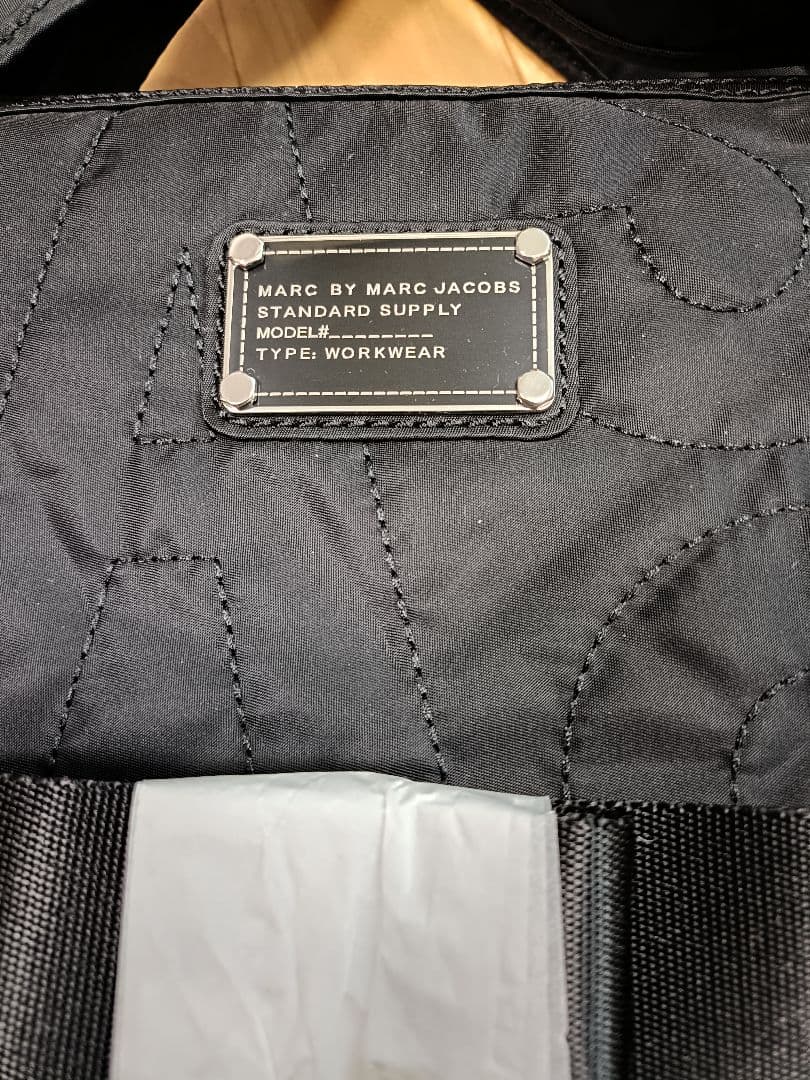 MARC BY MARC JACOBS
STANDARD SUPPLY
MODEL#________
TYPE: WORKWEAR